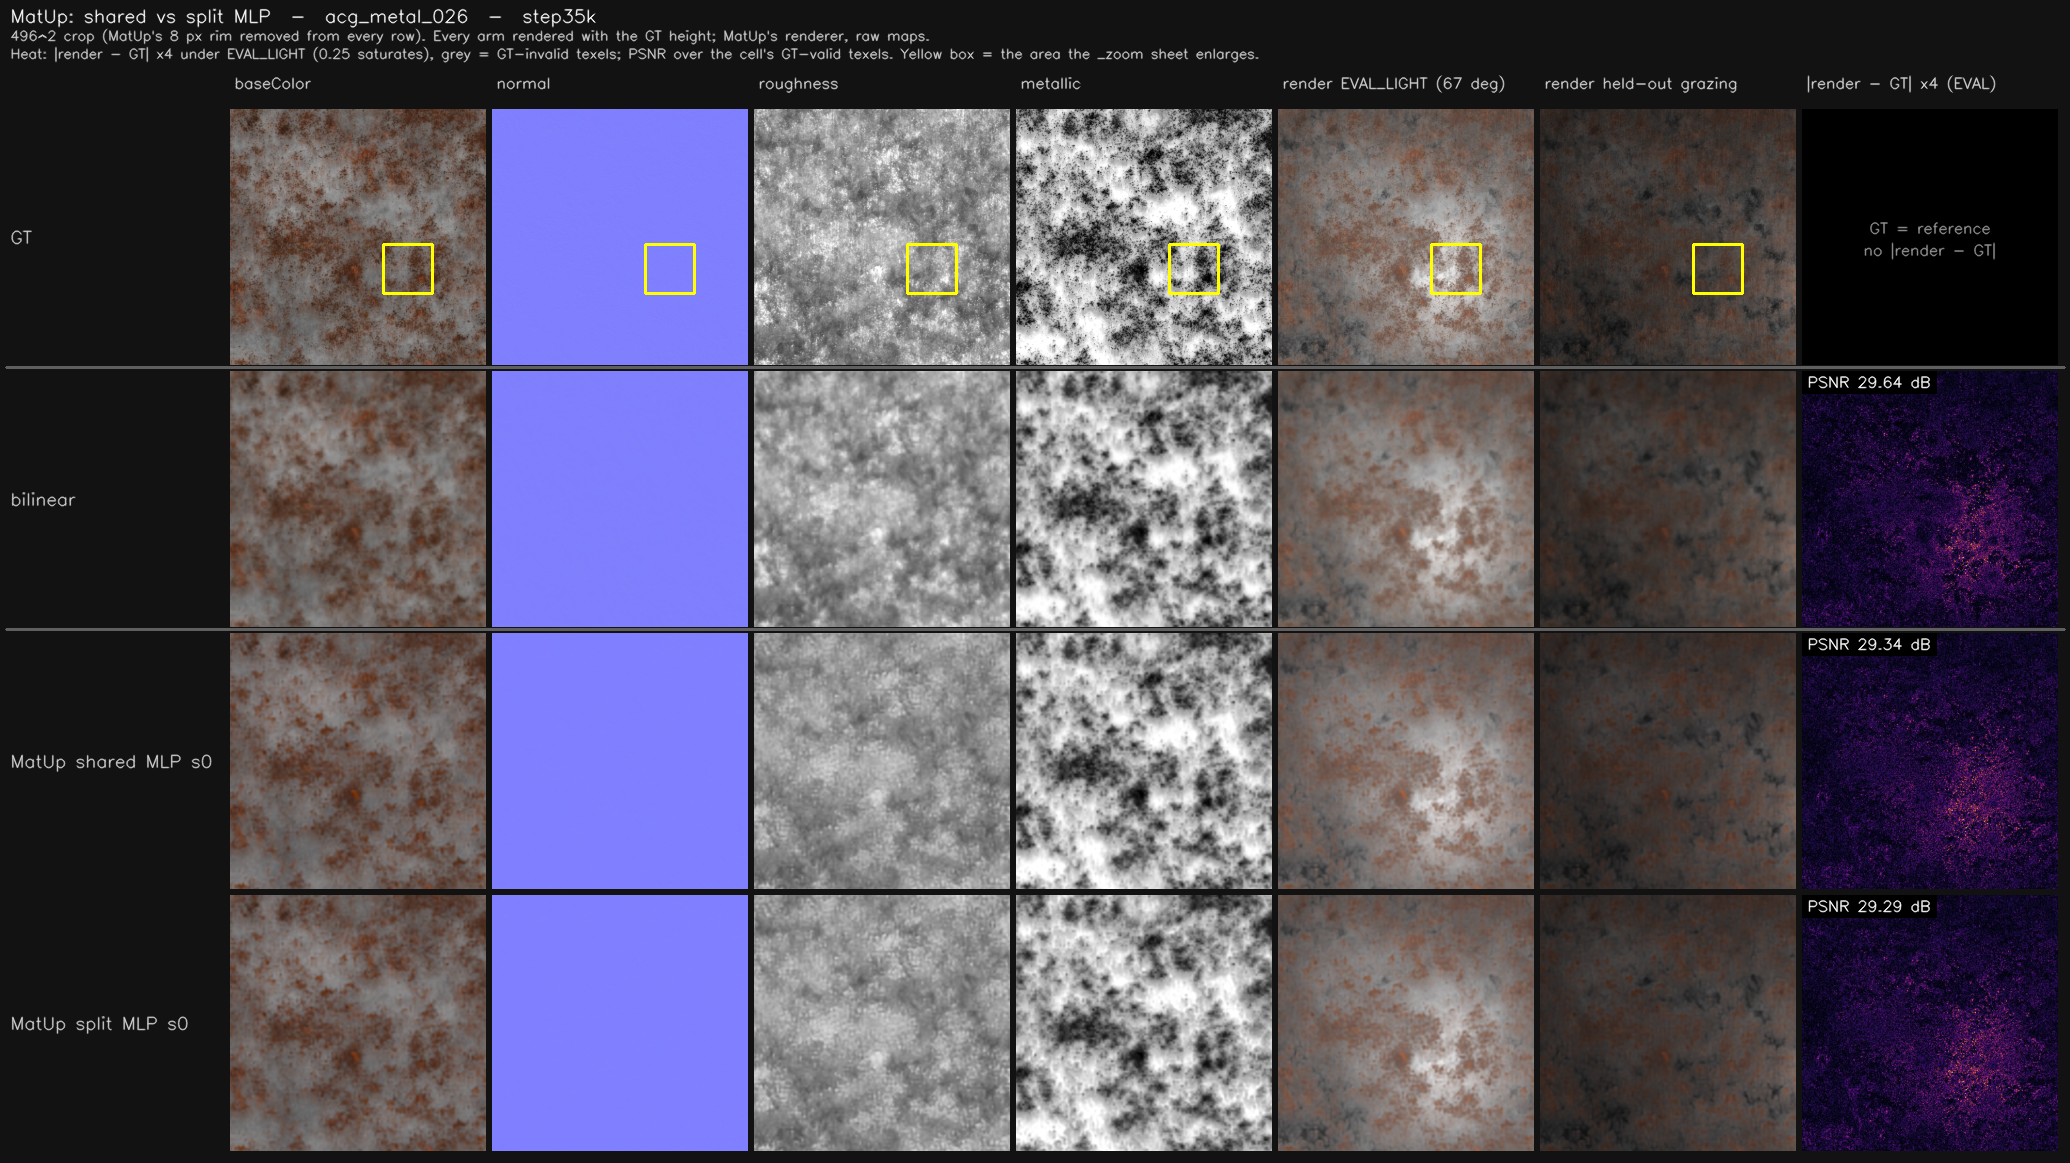 MatUp: shared vs split MLP — acg_metal_026 — step35k
496^2 crop (MatUp's 8 px rim removed from every row). Every arm rendered with the GT height; MatUp's renderer, raw maps.
Heat: |render - GT| x4 under EVAL_LIGHT (0.25 saturates), grey = GT-invalid texels; PSNR over the cell's GT-valid texels. Yellow box = the area the _zoom sheet enlarges.
baseColor normal roughness metallic render EVAL_LIGHT (67 deg) render held-out grazing |render - GT| x4 (EVAL)
GT
GT = reference
no |render - GT|
PSNR 29.64 dB
bilinear
PSNR 29.34 dB
MatUp shared MLP s0
PSNR 29.29 dB
MatUp split MLP s0